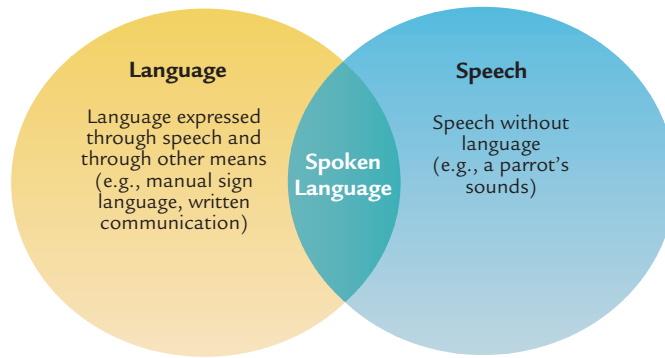 Language
Language expressed
through speech and
through other means
(e.g., manual sign
language, written
communication)
Spoken
Language
Speech
Speech without
language
(e.g., a parrot’s
sounds)